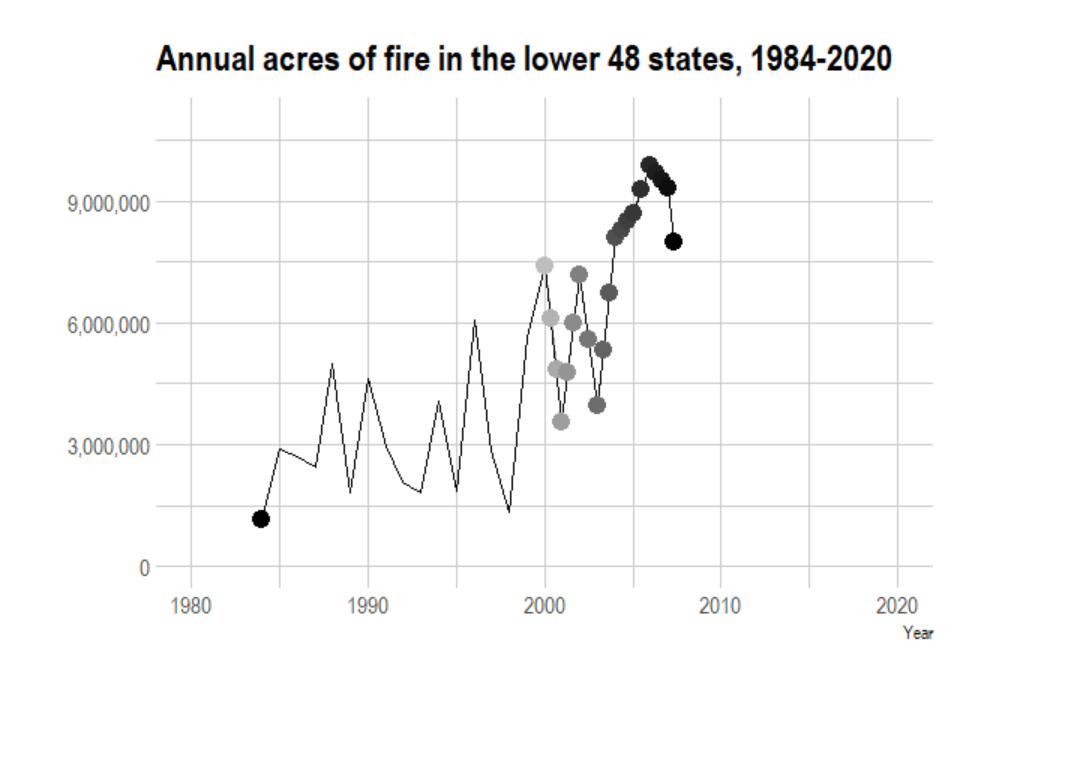 Annual acres of fire in the lower 48 states, 1984-2020
9,000,000
6,000,000
3,000,000
0
1980 1990 2000 2010 2020
Year